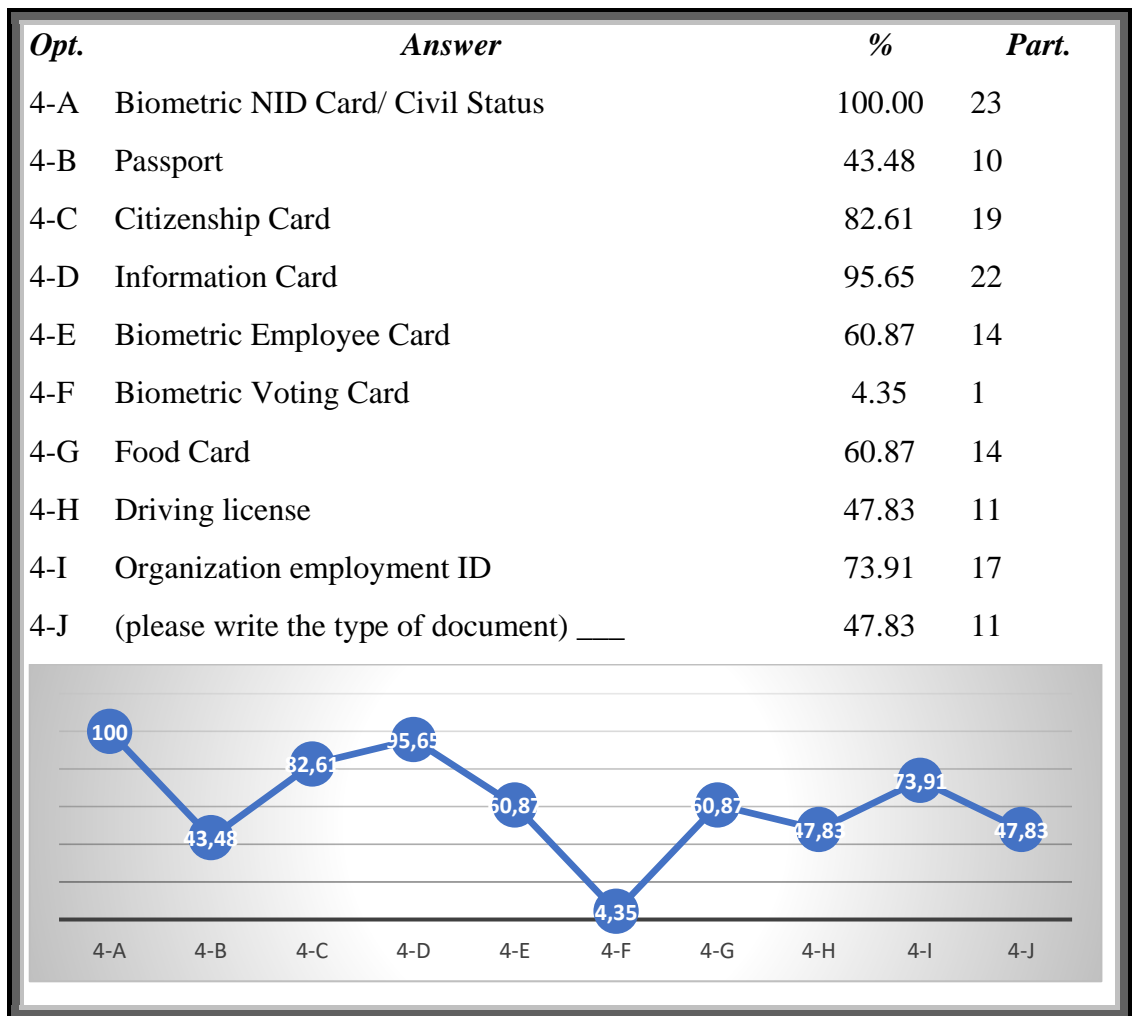 Opt. Answer % Part.
4-A Biometric NID Card/ Civil Status 100.00 23
4-B Passport 43.48 10
4-C Citizenship Card 82.61 19
4-D Information Card 95.65 22
4-E Biometric Employee Card 60.87 14
4-F Biometric Voting Card 4.35 1
4-G Food Card 60.87 14
4-H Driving license 47.83 11
4-I Organization employment ID 73.91 17
4-J (please write the type of document) ___ 47.83 11
100 43,48 82,61 95,65 60,87 4,35 60,87 47,83 73,91 47,83
4-A 4-B 4-C 4-D 4-E 4-F 4-G 4-H 4-I 4-J